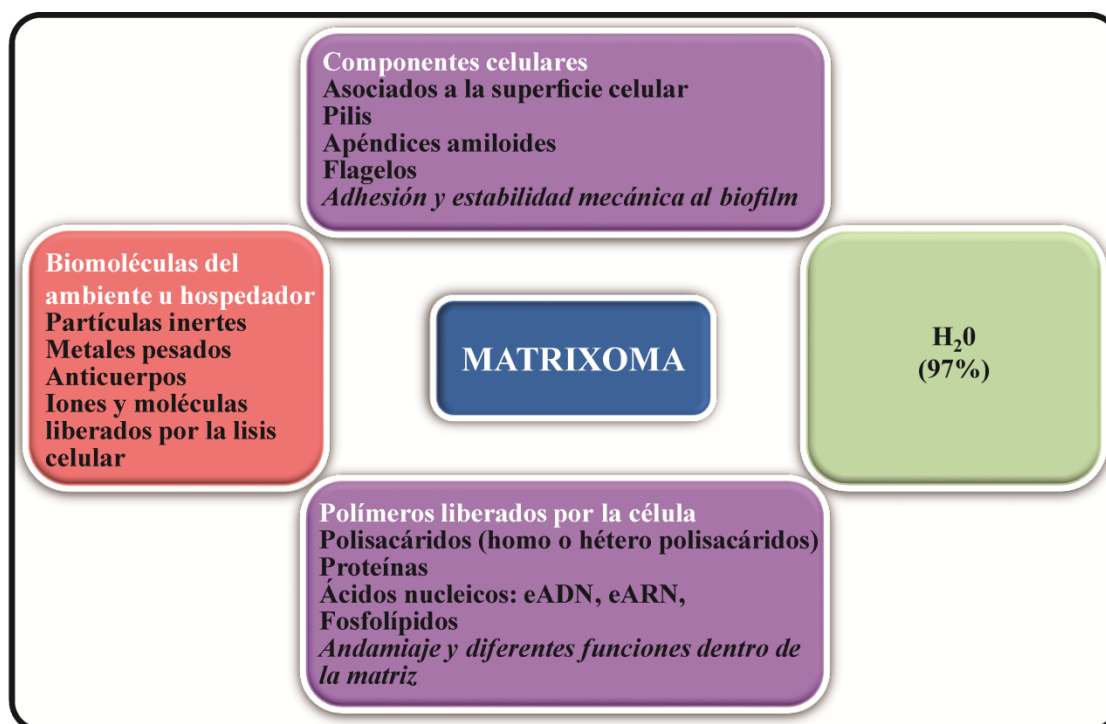 Componentes celulares
Asociados a la superficie celular
Pilis
Apéndices amiloides
Flagelos
Adhesión y estabilidad mecánica al biofilm
Biomoléculas del
ambiente u hospedador
Partículas inertes
Metales pesados
Anticuerpos
Iones y moléculas
liberados por la lisis
celular
MATRIXOMA
H₂0
(97%)
Polímeros liberados por la célula
Polisacáridos (homo o hétero polisacáridos)
Proteínas
Ácidos nucleicos: eADN, eARN,
Fosfolípidos
Andamiaje y diferentes funciones dentro de
la matriz